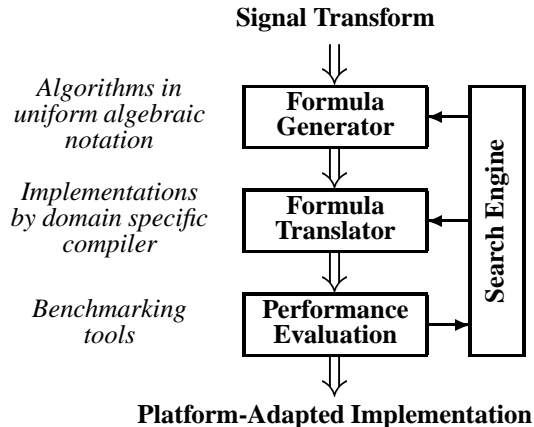 Signal Transform
Algorithms in
uniform algebraic
notation
Formula
Generator
Implementations
by domain specific
compiler
Formula
Translator
Search Engine
Benchmarking
tools
Performance
Evaluation
Platform-Adapted Implementation